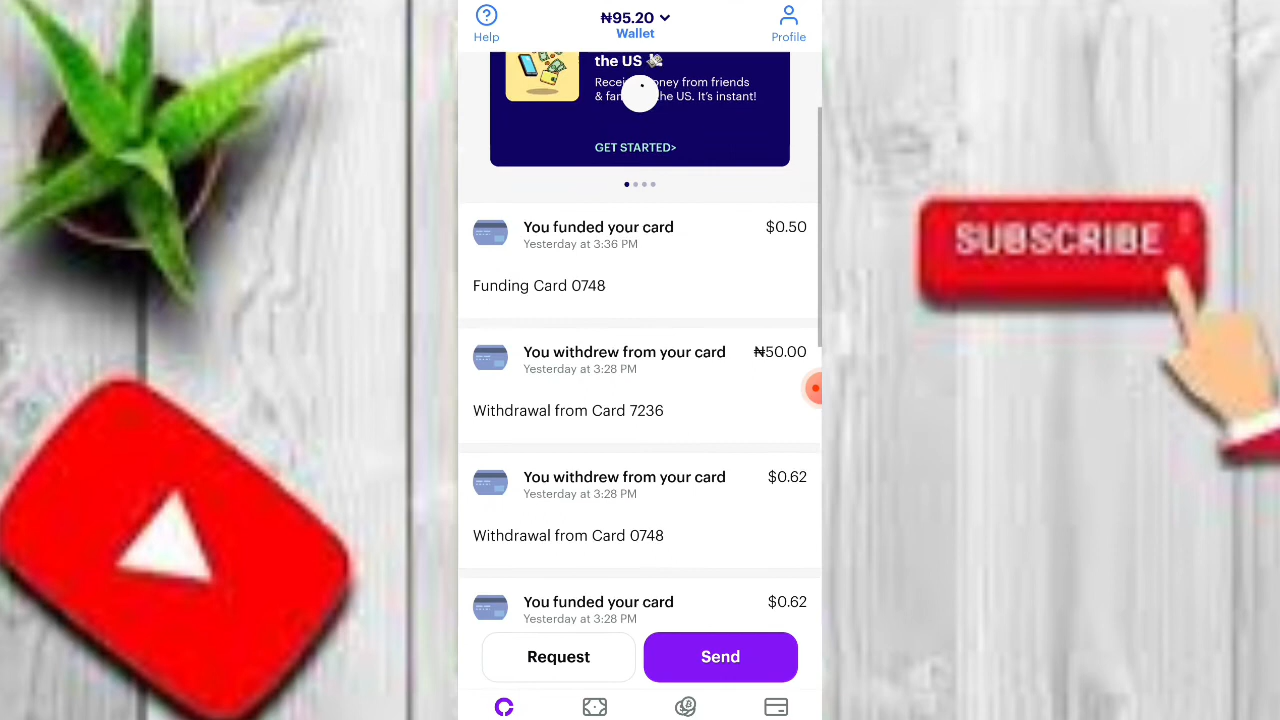 ₦95.20
Help
Wallet
Profile
the US
Receive money from friends
& family in the US. It's instant!
GET STARTED>
You funded your card
$0.50
Yesterday at 3:36 PM
Funding Card 0748
You withdrew from your card
₦50.00
Yesterday at 3:28 PM
Withdrawal from Card 7236
You withdrew from your card
$0.62
Yesterday at 3:28 PM
Withdrawal from Card 0748
You funded your card
$0.62
Yesterday at 3:28 PM
Request
Send
SUBSCRIBE